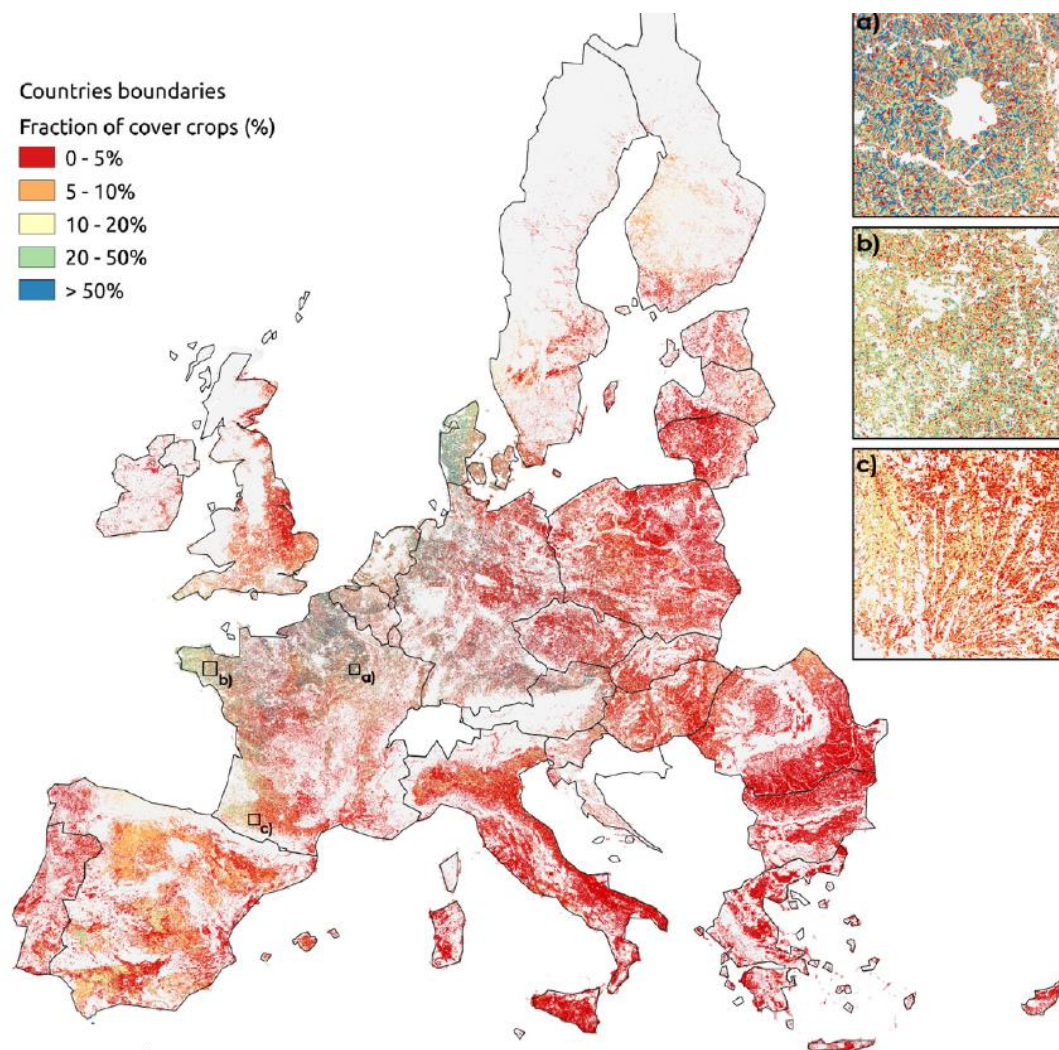 Countries boundaries
Fraction of cover crops (%)
0 - 5%
5 - 10%
10 - 20%
20 - 50%
> 50%
a)
b)
c)
b)
a)
c)